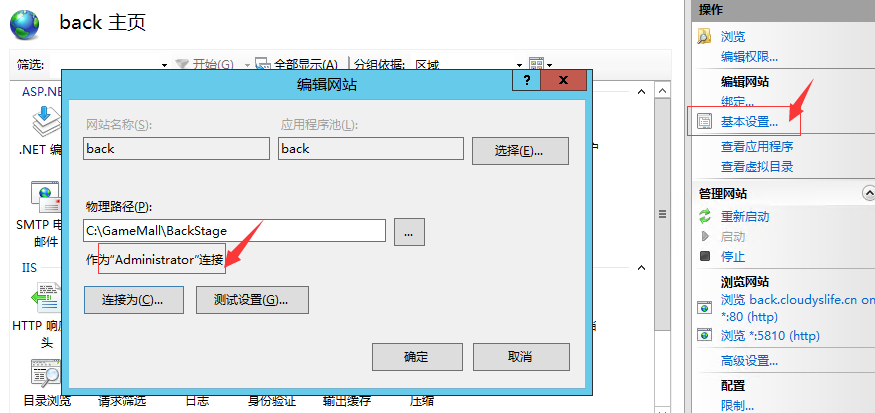 back 主页
筛选:
开始(G)
全部显示(A)
分组依据:
区域
ASP.NE
.NET 编
SMTP 电
邮件
IIS
HTTP 响应
头
目录浏览
请求筛选
日志
身份验证
输出缓存
压缩
编辑网站
?
X
网站名称(S):
应用程序池(L):
back
back
选择(E)...
物理路径(P):
C:\GameMall\BackStage
...
作为“Administrator”连接
连接为(C)...
测试设置(G)...
确定
取消
操作
浏览
编辑权限...
编辑网站
绑定...
基本设置...
查看应用程序
查看虚拟目录
管理网站
重新启动
启动
停止
浏览网站
浏览 back.cloudyslife.cn on
*:80 (http)
浏览 *:5810 (http)
高级设置...
配置
限制...